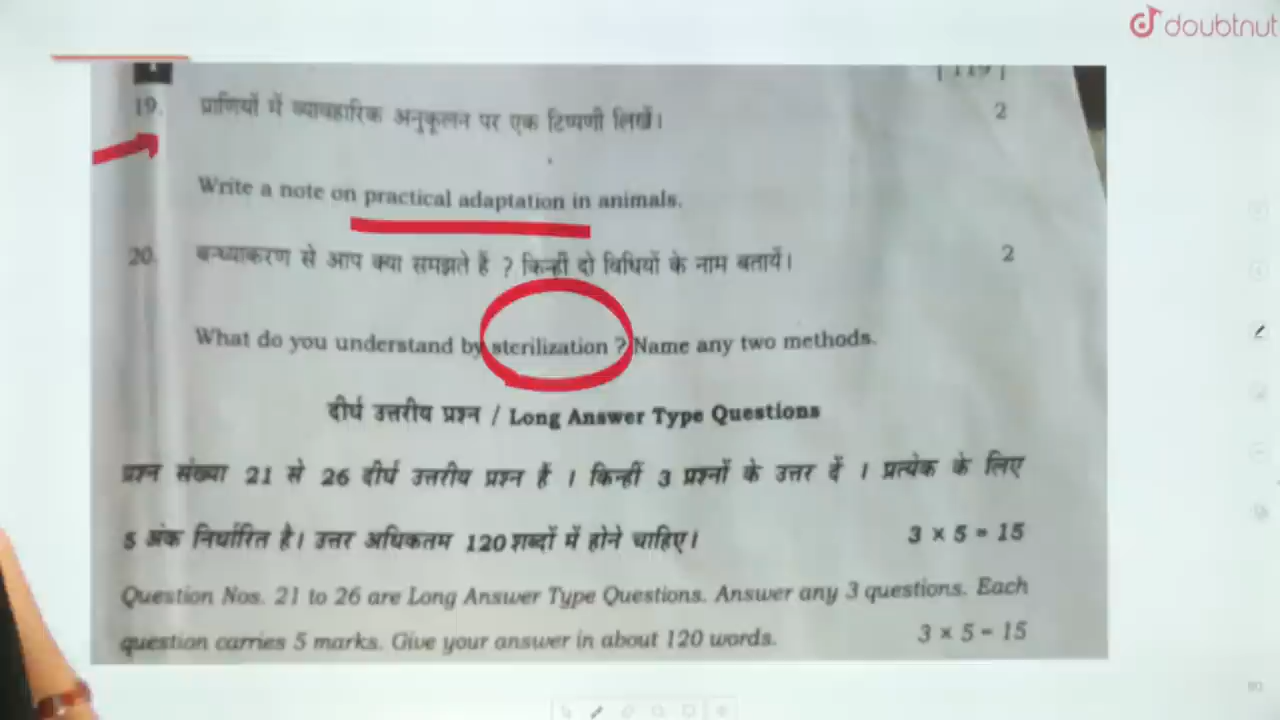 doubtnut
19. प्राणियों में व्यावहारिक अनुकूलन पर एक टिप्पणी लिखें। 2
Write a note on practical adaptation in animals.
20. बन्ध्याकरण से आप क्या समझते हैं ? किन्हीं दो विधियों के नाम बतायें। 2
What do you understand by sterilization ? Name any two methods.
दीर्घ उत्तरीय प्रश्न / Long Answer Type Questions
प्रश्न संख्या 21 से 26 दीर्घ उत्तरीय प्रश्न हैं । किन्हीं 3 प्रश्नों के उत्तर दें । प्रत्येक के लिए
5 अंक निर्धारित है। उत्तर अधिकतम 120 शब्दों में होने चाहिए। 3 × 5 = 15
Question Nos. 21 to 26 are Long Answer Type Questions. Answer any 3 questions. Each
question carries 5 marks. Give your answer in about 120 words. 3 × 5 = 15